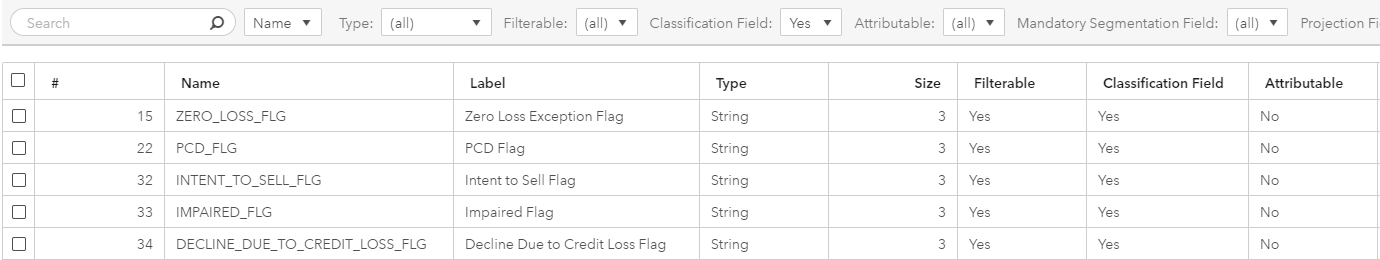 Search Name Type: (all) Filterable: (all) Classification Field: Yes Attributable: (all) Mandatory Segmentation Field: (all) Projection Fi
# Name Label Type Size Filterable Classification Field Attributable
15 ZERO_LOSS_FLG Zero Loss Exception Flag String 3 Yes Yes No
22 PCD_FLG PCD Flag String 3 Yes Yes No
32 INTENT_TO_SELL_FLG Intent to Sell Flag String 3 Yes Yes No
33 IMPAIRED_FLG Impaired Flag String 3 Yes Yes No
34 DECLINE_DUE_TO_CREDIT_LOSS_FLG Decline Due to Credit Loss Flag String 3 Yes Yes No